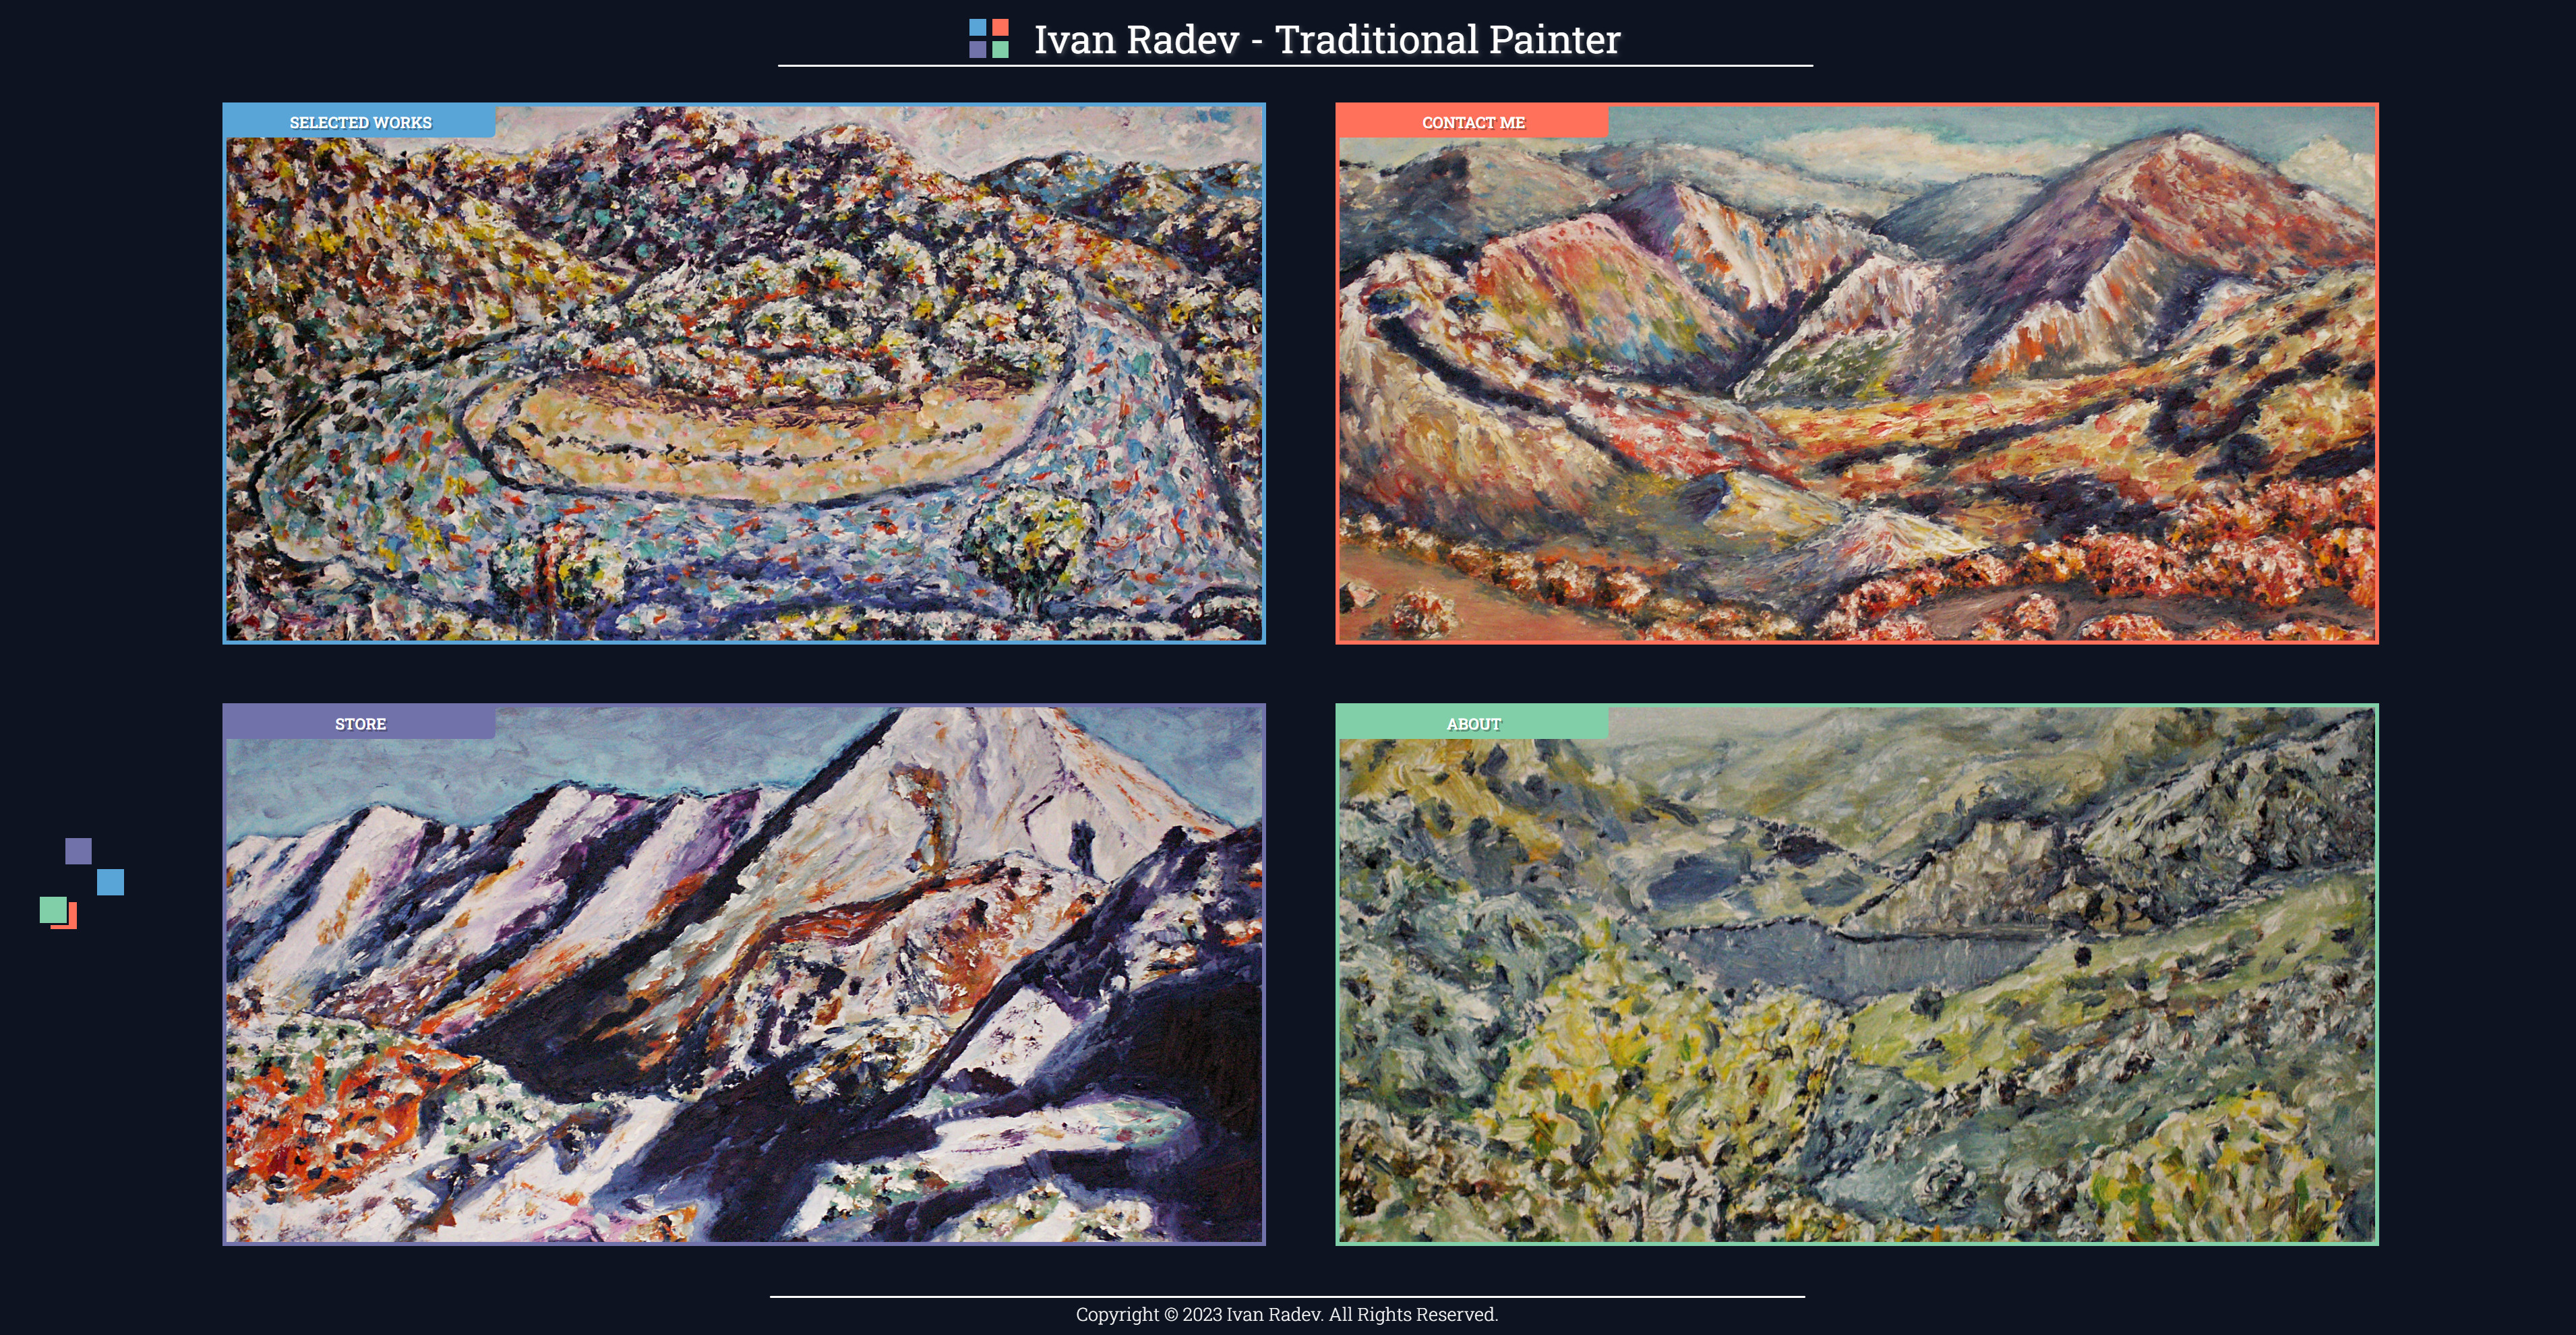 Ivan Radev - Traditional Painter
SELECTED WORKS
CONTACT ME
STORE
ABOUT
Copyright © 2023 Ivan Radev. All Rights Reserved.